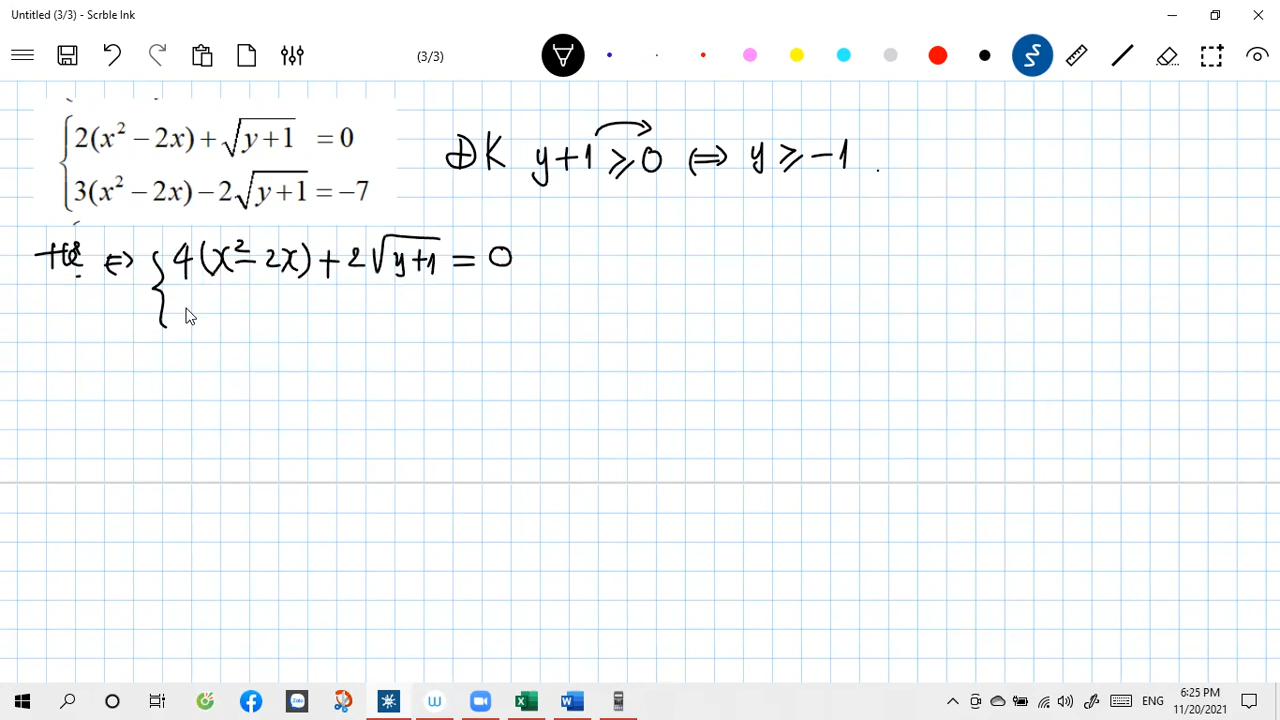 Untitled (3/3) - Scrble Ink
(3/3)
2(x² − 2x) + √(y+1) = 0
3(x² − 2x) − 2√(y+1) = −7
ĐK y+1 ⩾ 0 ⟺ y ⩾ −1 .
⟺ { 4(x² − 2x) + 2√(y+1) = 0
Zalo
ENG
6:25 PM
11/20/2021